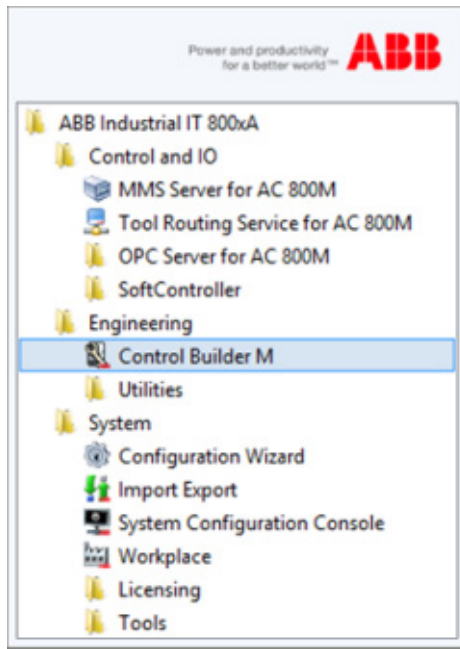 Power and productivity
for a better world™
ABB
ABB Industrial IT 800xA
Control and IO
MMS Server for AC 800M
Tool Routing Service for AC 800M
OPC Server for AC 800M
SoftController
Engineering
Control Builder M
Utilities
System
Configuration Wizard
Import Export
System Configuration Console
Workplace
Licensing
Tools